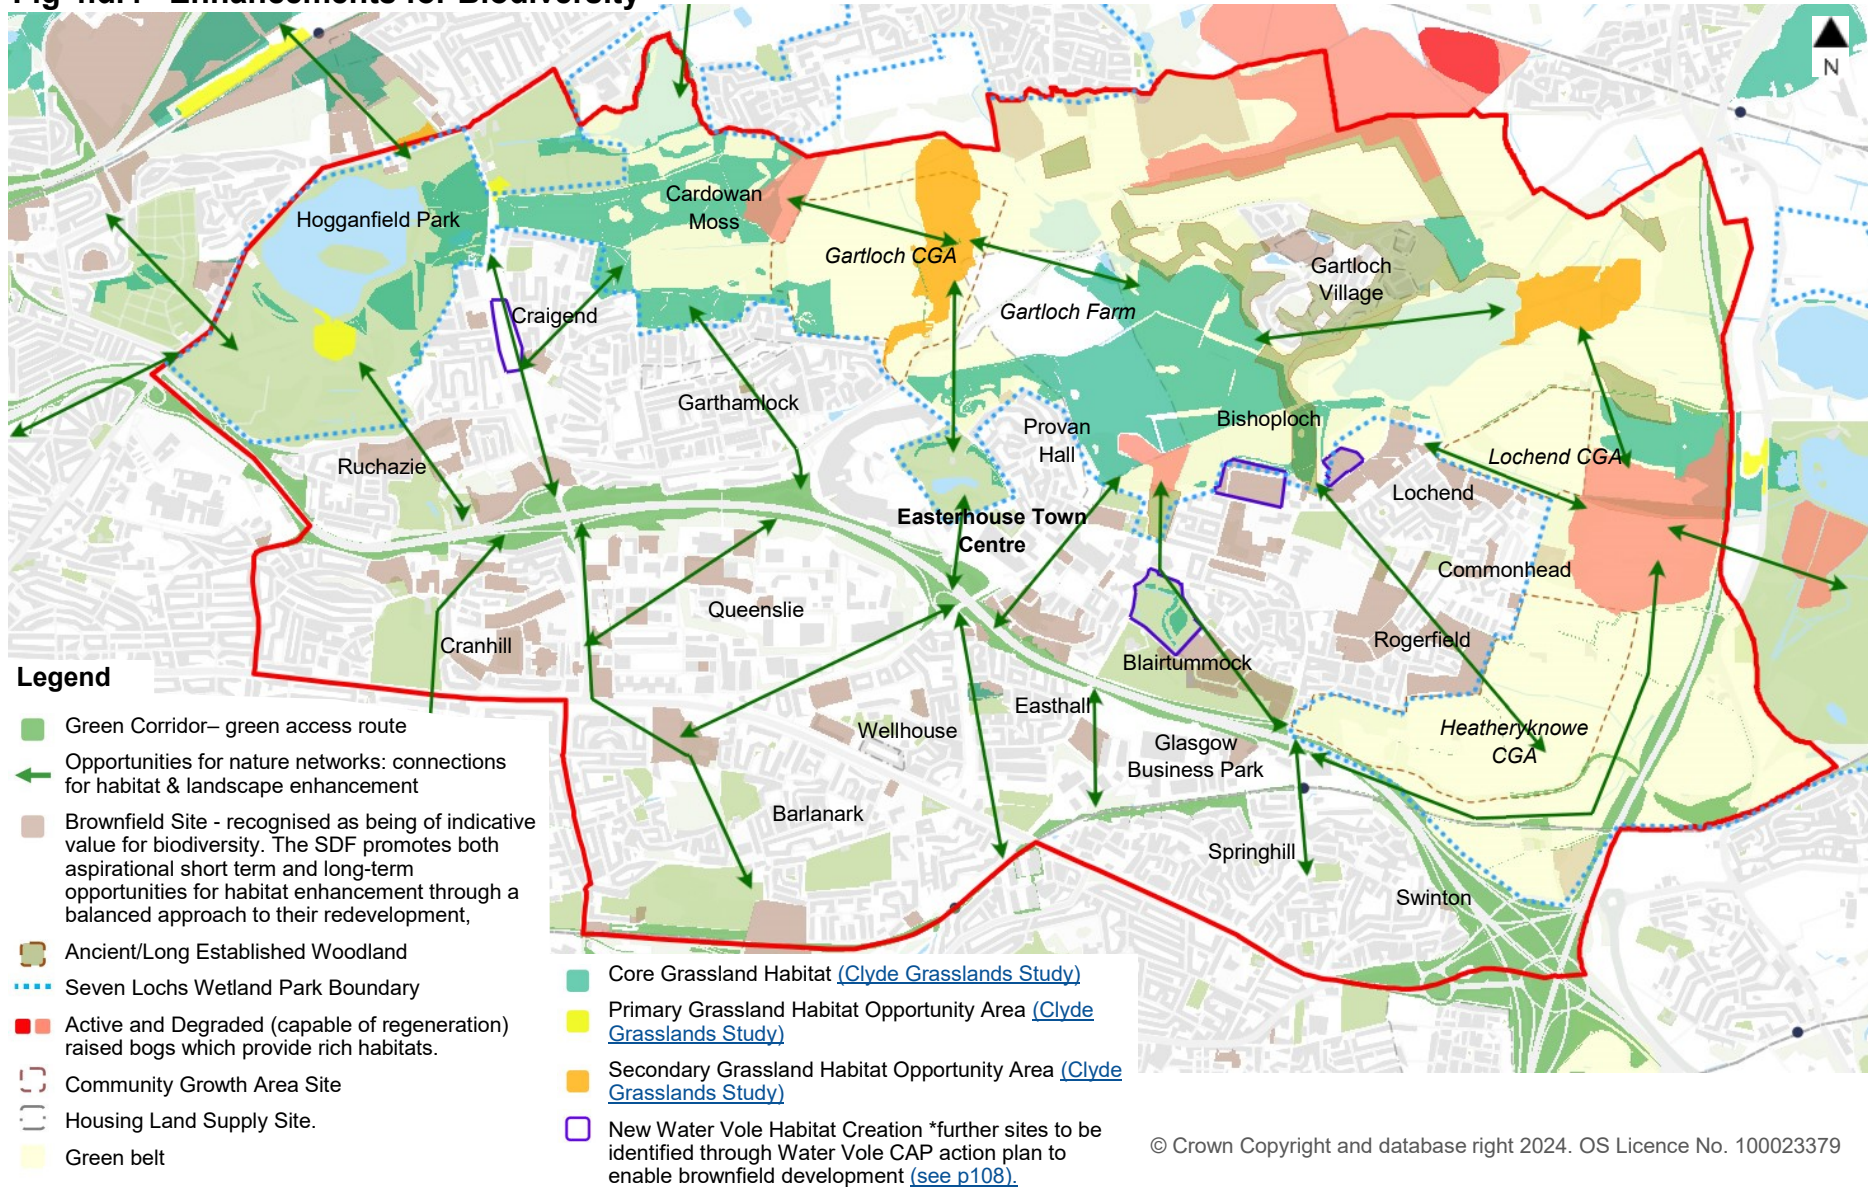 Enhancements for Biodiversity
N
Hogganfield Park
Cardowan
Moss
Gartloch CGA
Gartloch
Village
Gartloch Farm
Craigend
Garthamlock
Provan
Hall
Bishoploch
Ruchazie
Lochend CGA
Lochend
Easterhouse Town
Centre
Commonhead
Queenslie
Cranhill
Rogerfield
Blairtummock
Easthall
Wellhouse
Glasgow
Business Park
Heatheryknowe
CGA
Barlanark
Springhill
Swinton
Legend
Green Corridor– green access route
Opportunities for nature networks: connections
for habitat & landscape enhancement
Brownfield Site - recognised as being of indicative
value for biodiversity. The SDF promotes both
aspirational short term and long-term
opportunities for habitat enhancement through a
balanced approach to their redevelopment,
Ancient/Long Established Woodland
Seven Lochs Wetland Park Boundary
Active and Degraded (capable of regeneration)
raised bogs which provide rich habitats.
Community Growth Area Site
Housing Land Supply Site.
Green belt
Core Grassland Habitat (Clyde Grasslands Study)
Primary Grassland Habitat Opportunity Area (Clyde
Grasslands Study)
Secondary Grassland Habitat Opportunity Area (Clyde
Grasslands Study)
New Water Vole Habitat Creation *further sites to be
identified through Water Vole CAP action plan to
enable brownfield development (see p108).
© Crown Copyright and database right 2024. OS Licence No. 100023379